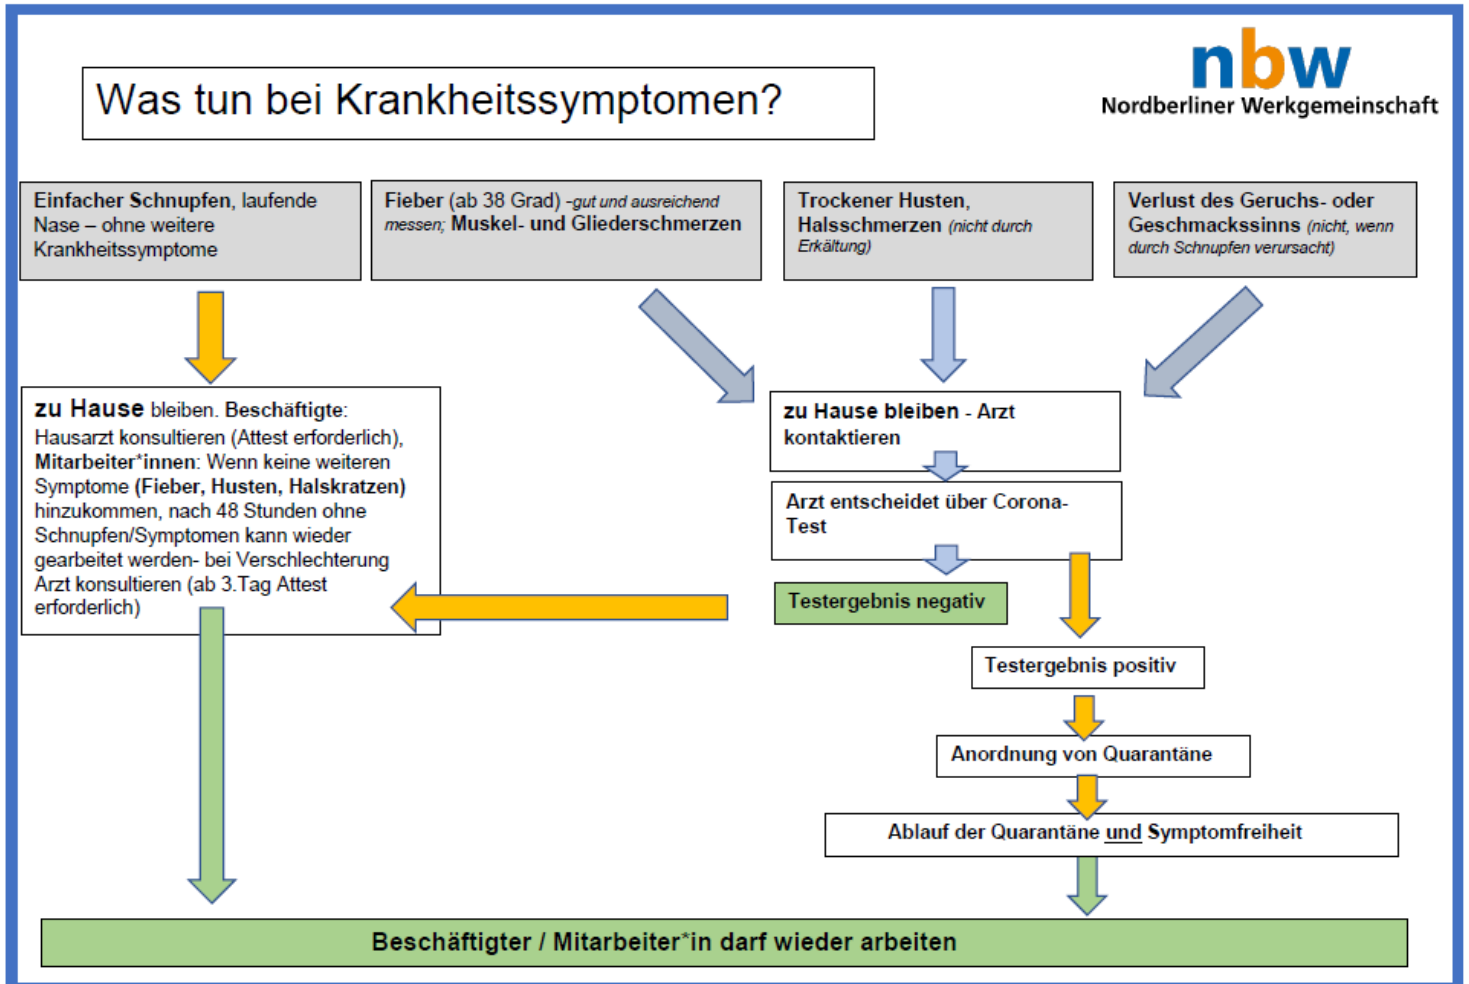 Was tun bei Krankheitssymptomen?
nbw
Nordberliner Werkgemeinschaft
Einfacher Schnupfen, laufende
Nase – ohne weitere
Krankheitssymptome
Fieber (ab 38 Grad) -gut und ausreichend
messen; Muskel- und Gliederschmerzen
Trockener Husten,
Halsschmerzen (nicht durch
Erkältung)
Verlust des Geruchs- oder
Geschmackssinns (nicht, wenn
durch Schnupfen verursacht)
zu Hause bleiben. Beschäftigte:
Hausarzt konsultieren (Attest erforderlich),
Mitarbeiter*innen: Wenn keine weiteren
Symptome (Fieber, Husten, Halskratzen)
hinzukommen, nach 48 Stunden ohne
Schnupfen/Symptomen kann wieder
gearbeitet werden- bei Verschlechterung
Arzt konsultieren (ab 3.Tag Attest
erforderlich)
zu Hause bleiben - Arzt
kontaktieren
Arzt entscheidet über Corona-
Test
Testergebnis negativ
Testergebnis positiv
Anordnung von Quarantäne
Ablauf der Quarantäne und Symptomfreiheit
Beschäftigter / Mitarbeiter*in darf wieder arbeiten